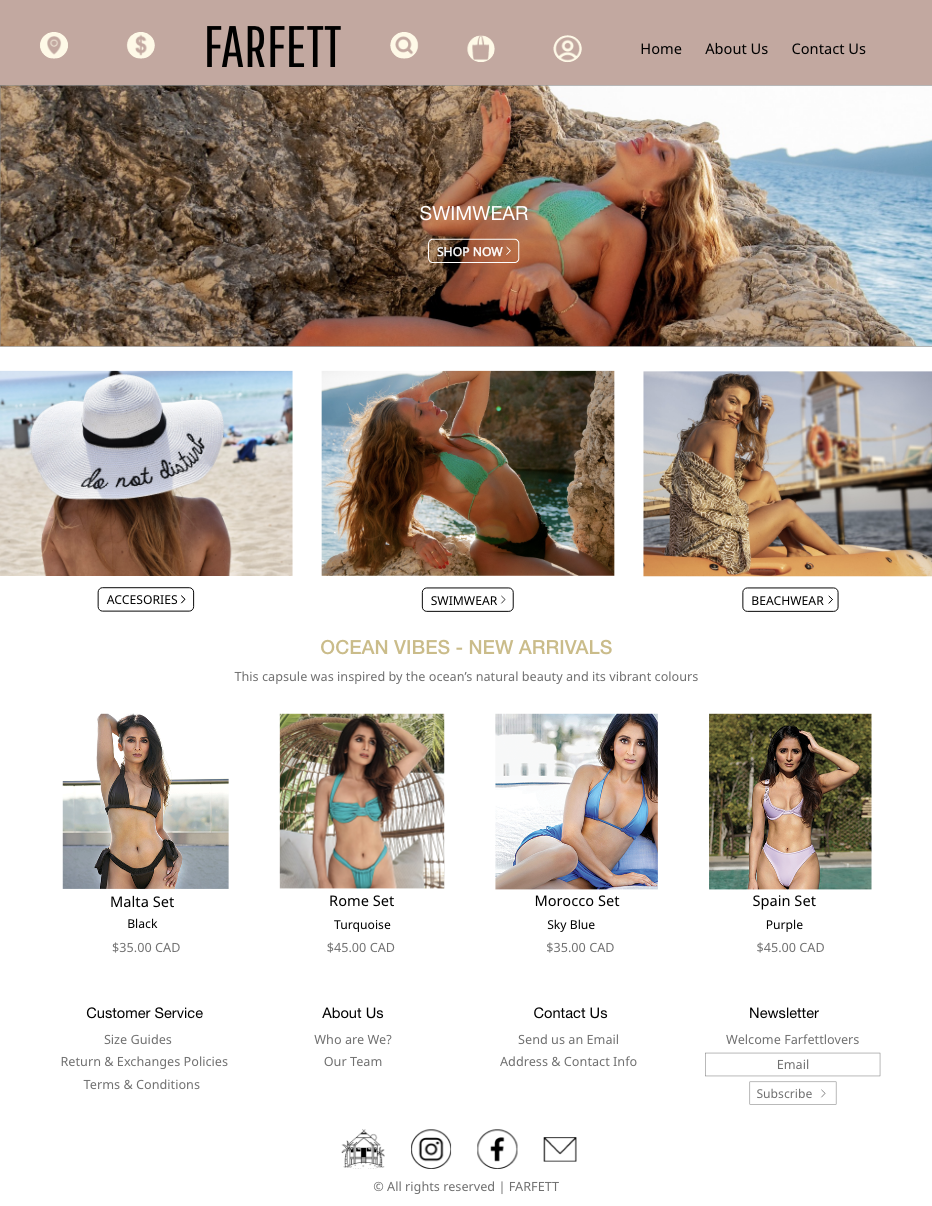 FARFETT
Home About Us Contact Us
SWIMWEAR
SHOP NOW
do not disturb
ACCESORIES
SWIMWEAR
BEACHWEAR
OCEAN VIBES - NEW ARRIVALS
This capsule was inspired by the ocean’s natural beauty and its vibrant colours
Malta Set
Black
$35.00 CAD
Rome Set
Turquoise
$45.00 CAD
Morocco Set
Sky Blue
$35.00 CAD
Spain Set
Purple
$45.00 CAD
Customer Service
Size Guides
Return & Exchanges Policies
Terms & Conditions
About Us
Who are We?
Our Team
Contact Us
Send us an Email
Address & Contact Info
Newsletter
Welcome Farfettlovers
Email
Subscribe
© All rights reserved | FARFETT